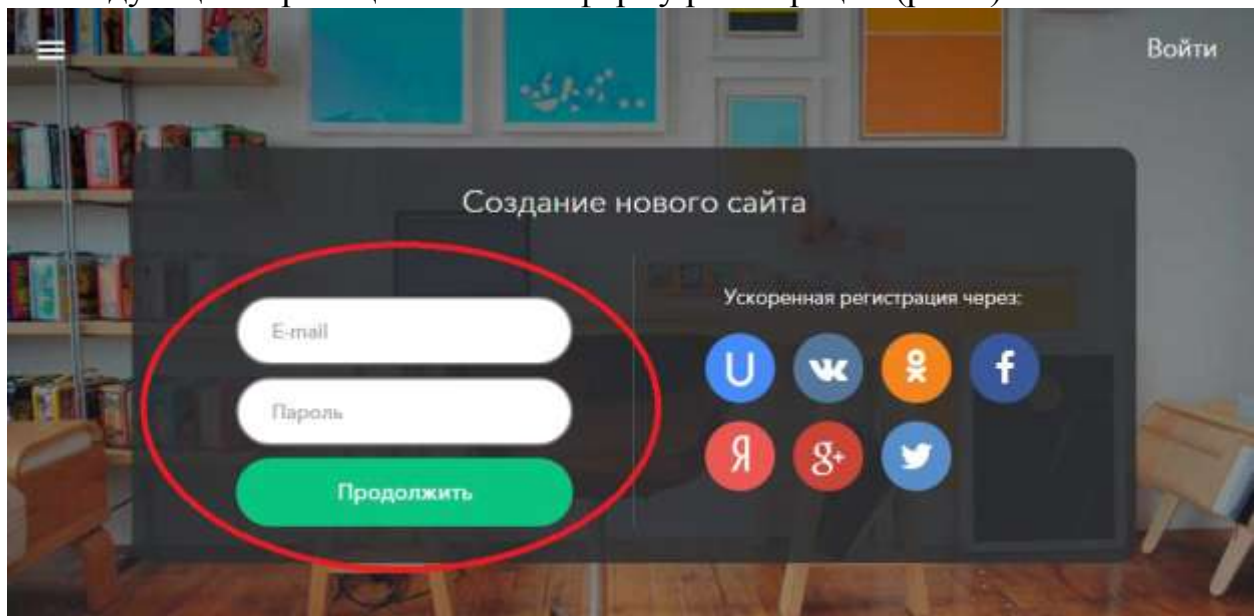 Войти
Создание нового сайта
Ускоренная регистрация через:
E-mail
Пароль
Продолжить